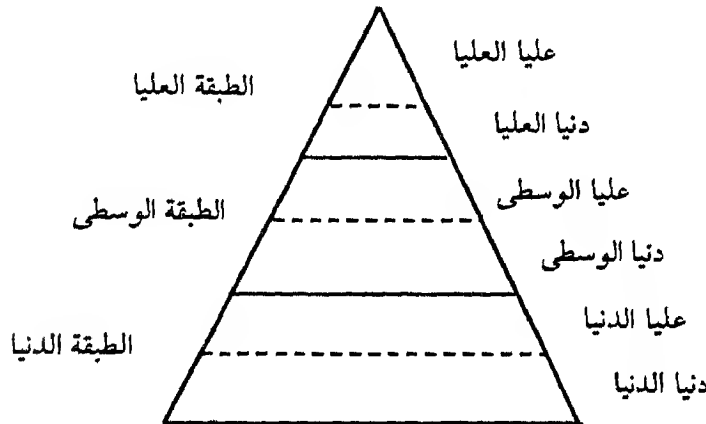 عليا العليا
الطبقة العليا
دنيا العليا
عليا الوسطى
الطبقة الوسطى
دنيا الوسطى
عليا الدنيا
الطبقة الدنيا
دنيا الدنيا